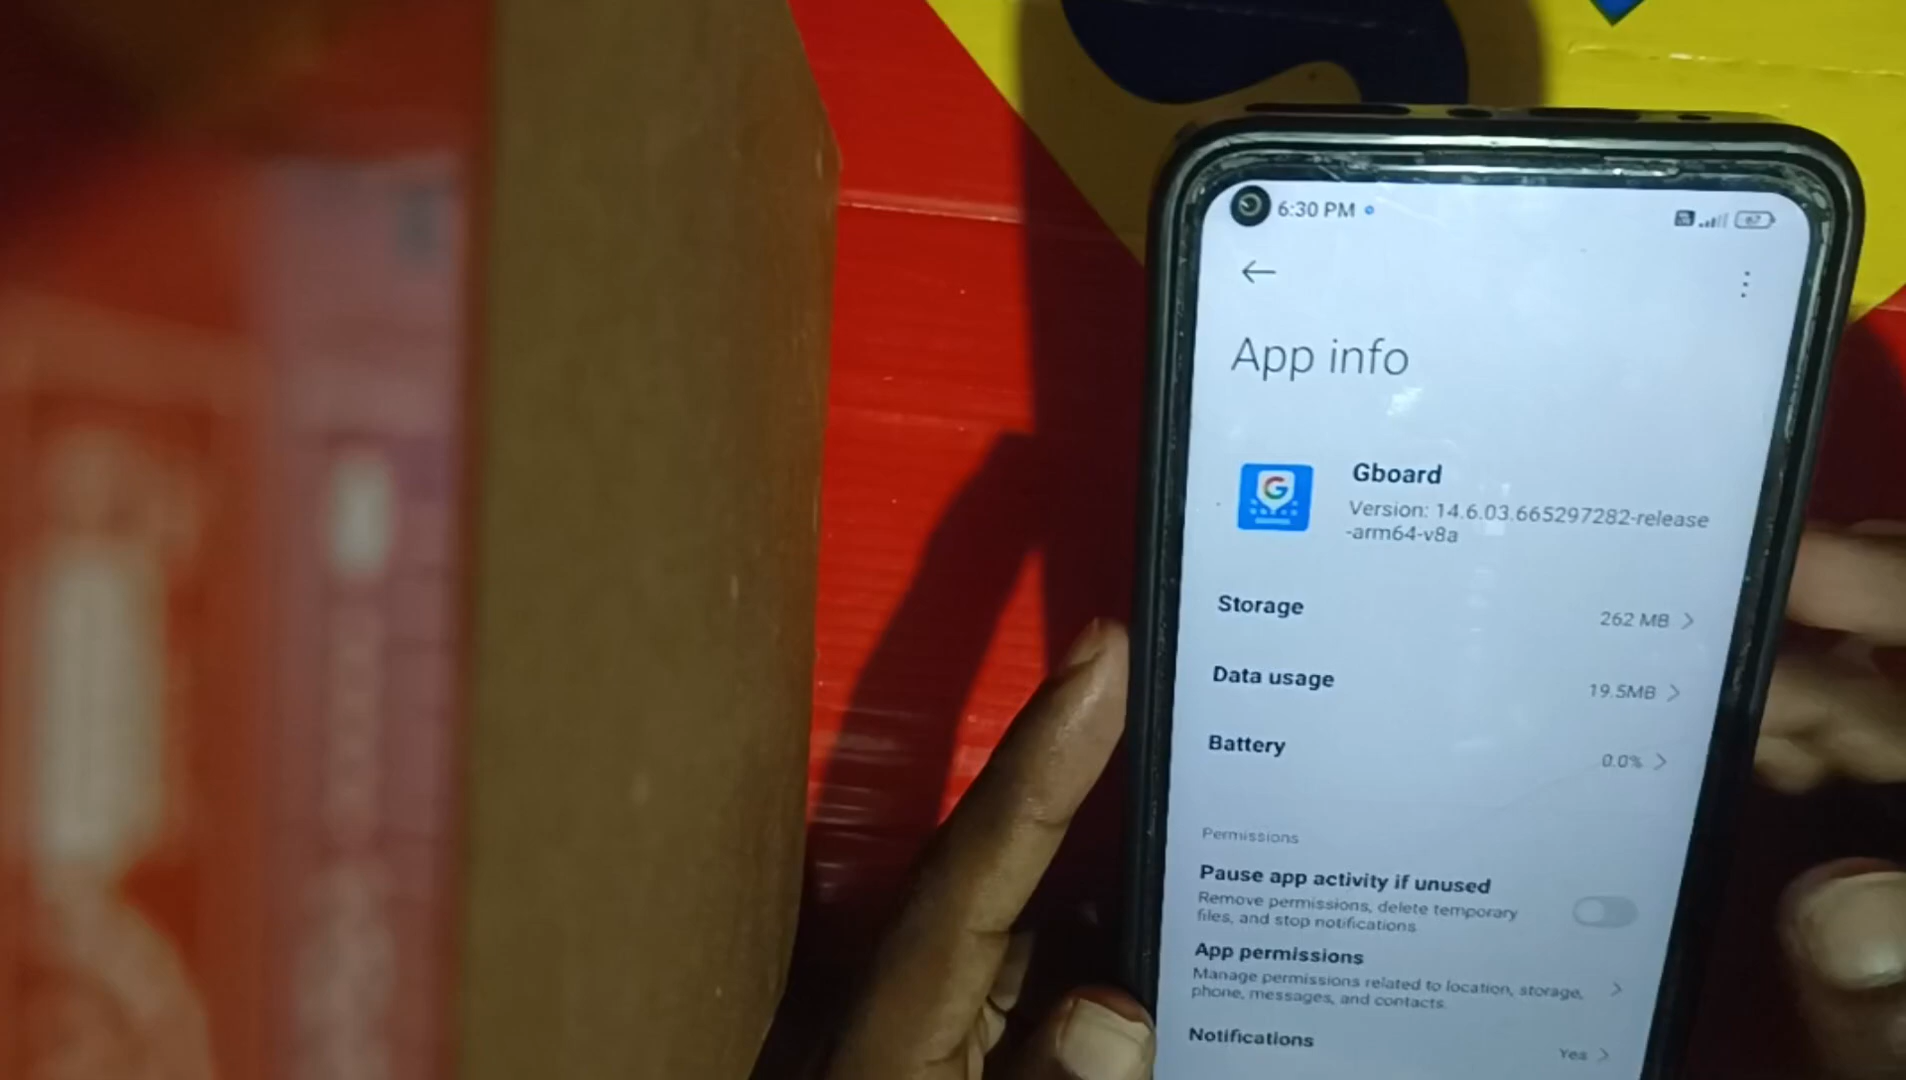 6:30 PM
67
App info
Gboard
Version: 14.6.03.665297282-release
-arm64-v8a
Storage
262 MB
Data usage
19.5MB
Battery
0.0%
Permissions
Pause app activity if unused
Remove permissions, delete temporary
files, and stop notifications
App permissions
Manage permissions related to location, storage,
phone, messages, and contacts.
Notifications
Yes